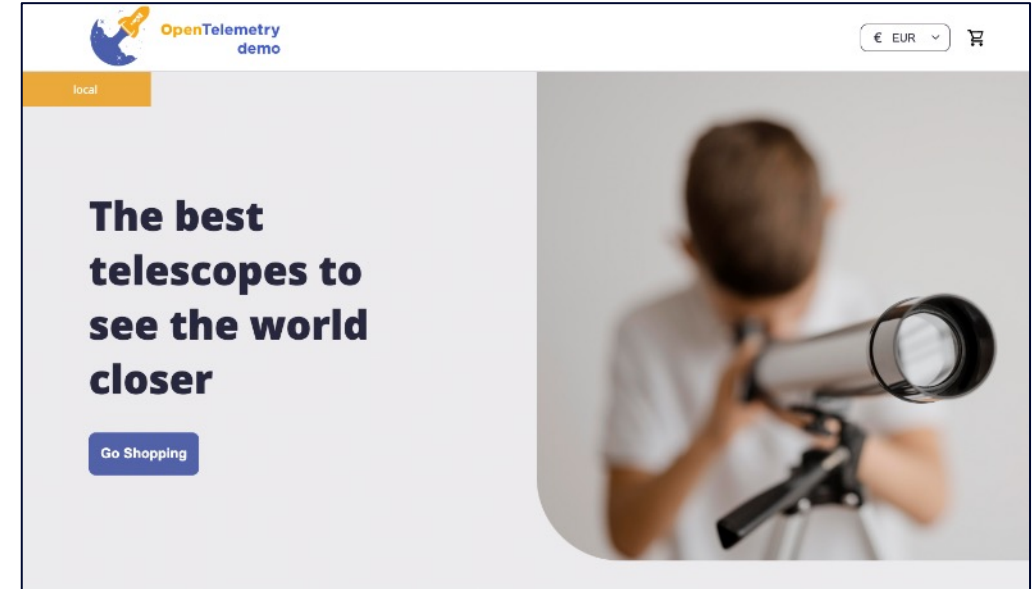 OpenTelemetry
demo
€ EUR
local
The best
telescopes to
see the world
closer
Go Shopping